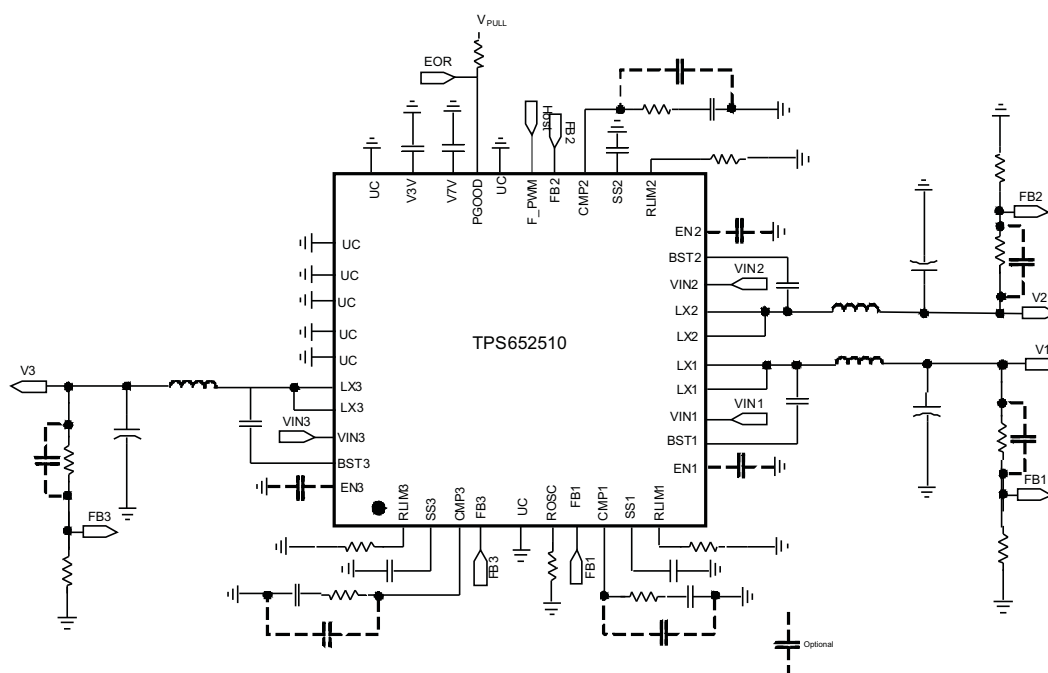 VPULL
EOR
Host
FB2
UC
V3V
V7V
PGOOD
UC
F_PWM
FB2
CMP2
SS2
RLIM2
UC
UC
UC
UC
UC
LX3
LX3
VIN3
VIN3
BST3
EN3
V3
FB3
TPS652510
EN2
BST2
VIN2
VIN2
LX2
LX2
LX1
LX1
VIN1
VIN1
BST1
EN1
FB2
V2
V1
FB1
RLIM3
SS3
CMP3
FB3
UC
ROSC
FB1
CMP1
SS1
RLIM1
FB3
FB1
Optional